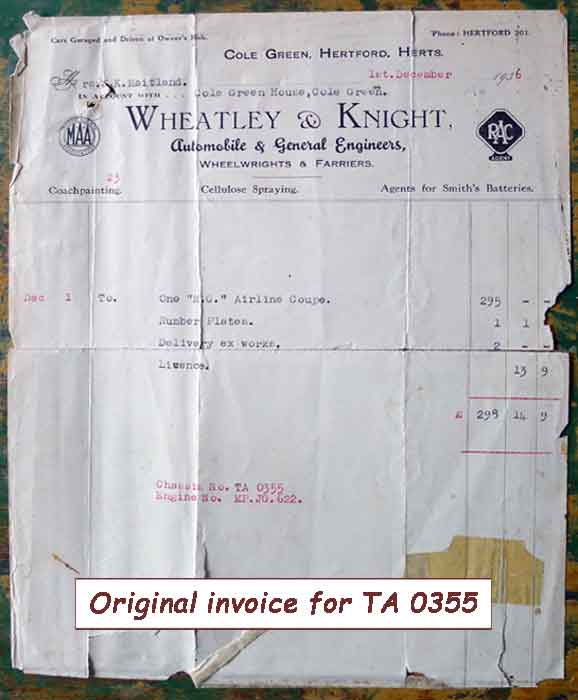 Cars Garaged and Driven at Owner's Risk.
'Phone: HERTFORD 201.
COLE GREEN, HERTFORD, HERTS.
1st. December 1936
Mrs. K. Maitland.
IN ACCOUNT WITH . . . Cole Green House, Cole Green.
WHEATLEY & KNIGHT,
MAA
RAC
AGENT
Automobile & General Engineers,
WHEELWRIGHTS & FARRIERS.
23
Coachpainting. Cellulose Spraying. Agents for Smith's Batteries.
Dec 1 To. One "M.G." Airline Coupe. 295 - -
Number Plates. 1 1 -
Delivery ex works. 2 - -
Licence. 13 9
£ 298 14 9
Chassis No. TA 0355
Engine No. MP.JG.622.
Original invoice for TA 0355